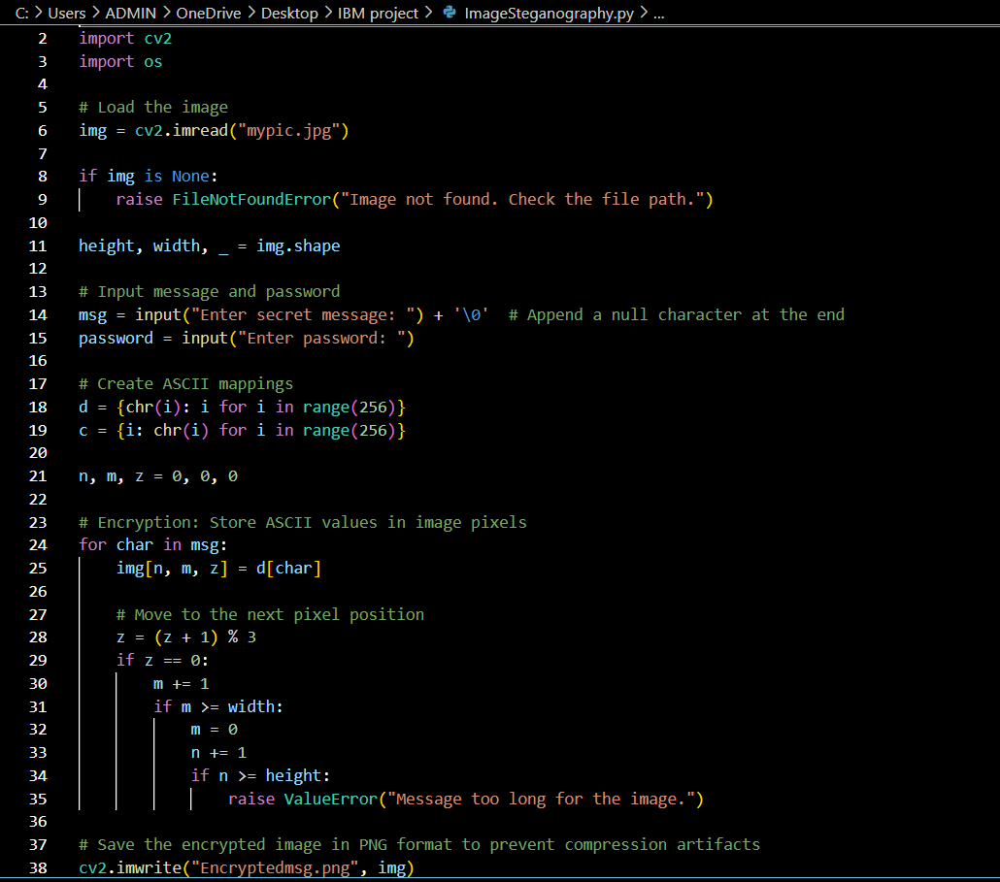 C: > Users > ADMIN > OneDrive > Desktop > IBM project > ImageSteganography.py > ...
2 import cv2
3 import os
4
5 # Load the image
6 img = cv2.imread("mypic.jpg")
7
8 if img is None:
9     raise FileNotFoundError("Image not found. Check the file path.")
10
11 height, width, _ = img.shape
12
13 # Input message and password
14 msg = input("Enter secret message: ") + '\0'  # Append a null character at the end
15 password = input("Enter password: ")
16
17 # Create ASCII mappings
18 d = {chr(i): i for i in range(256)}
19 c = {i: chr(i) for i in range(256)}
20
21 n, m, z = 0, 0, 0
22
23 # Encryption: Store ASCII values in image pixels
24 for char in msg:
25     img[n, m, z] = d[char]
26
27     # Move to the next pixel position
28     z = (z + 1) % 3
29     if z == 0:
30         m += 1
31         if m >= width:
32             m = 0
33             n += 1
34             if n >= height:
35                 raise ValueError("Message too long for the image.")
36
37 # Save the encrypted image in PNG format to prevent compression artifacts
38 cv2.imwrite("Encryptedmsg.png", img)